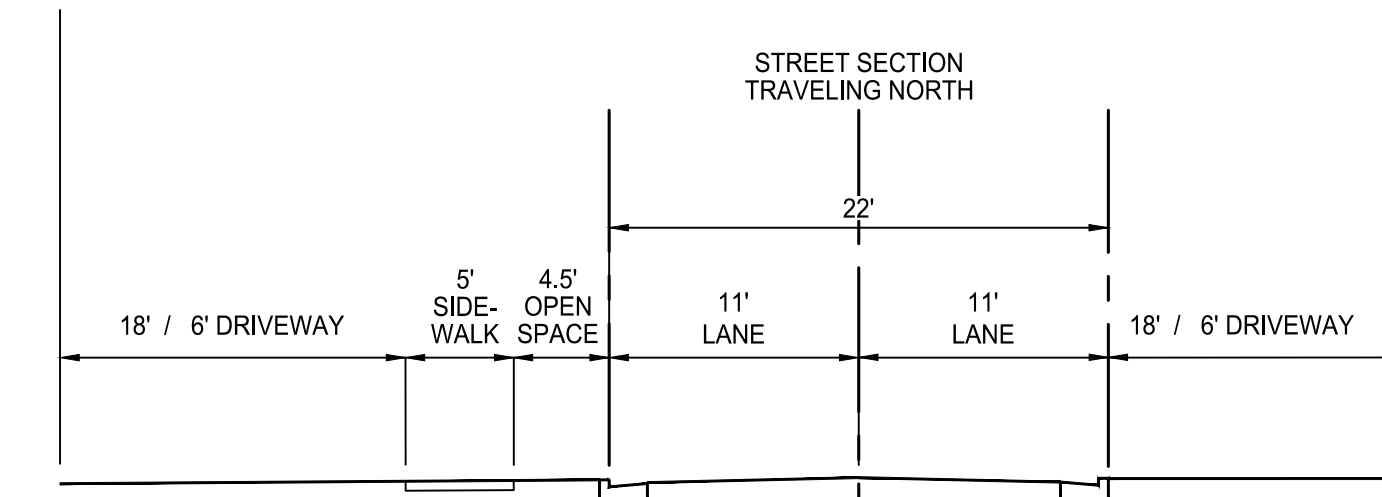 STREET SECTION
TRAVELING NORTH
22'
18' / 6' DRIVEWAY
5'
SIDE-
WALK
4.5'
OPEN
SPACE
11'
LANE
11'
LANE
18' / 6' DRIVEWAY